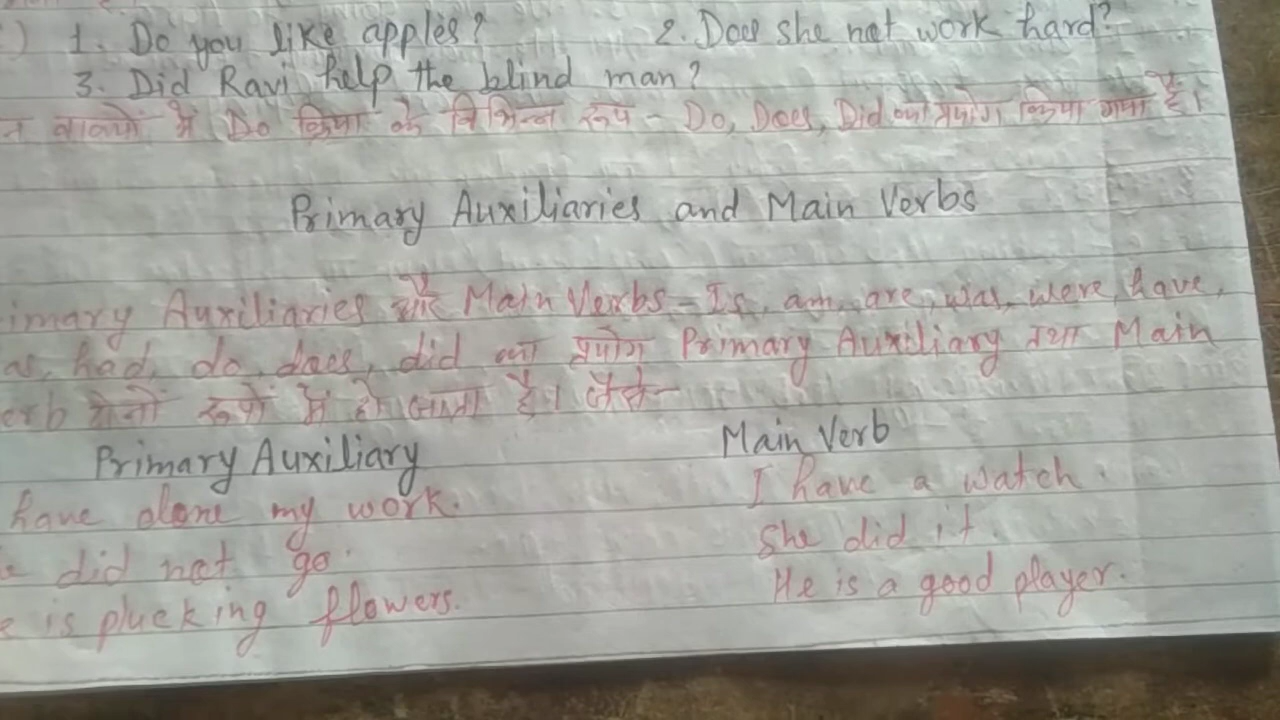 ) 1. Do you like apples? 2. Does she not work hard?
3. Did Ravi help the blind man?
न वाक्यों में Do क्रिया के विभिन्न रूप - Do, Does, Did का प्रयोग किया गया है।
Primary Auxiliaries and Main Verbs
imary Auxiliaries और Main Verbs - Is, am, are, was, were, have,
as, had, do, does, did का प्रयोग Primary Auxiliary तथा Main
erb दोनों रूपों में हो जाता है। जैसे-
Primary Auxiliary Main Verb
have done my work. I have a watch.
e did not go. She did it.
e is plucking flowers. He is a good player.